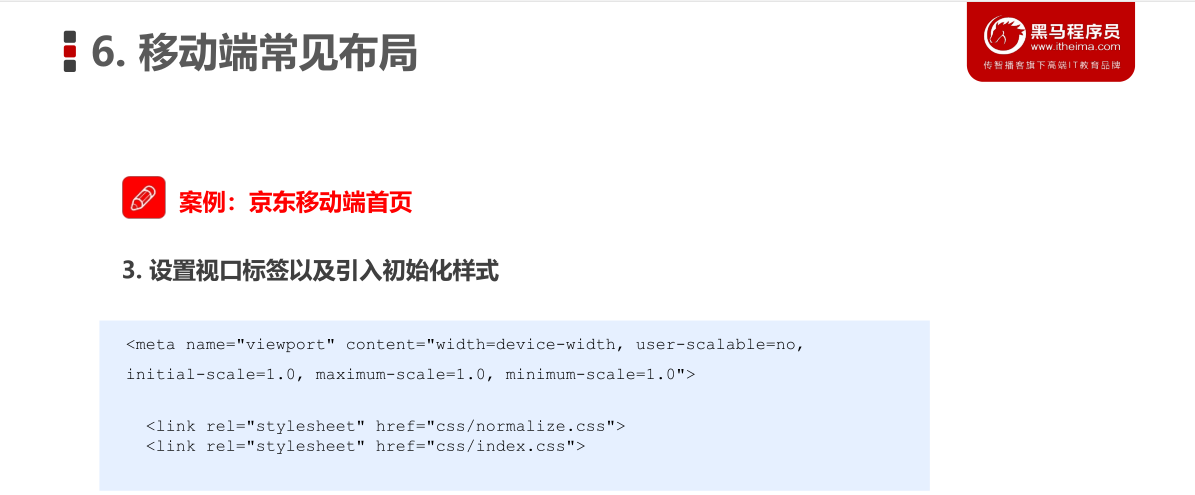 6. 移动端常见布局
黑马程序员
www.itheima.com
传智播客旗下高端IT教育品牌
案例：京东移动端首页
3. 设置视口标签以及引入初始化样式
<meta name="viewport" content="width=device-width, user-scalable=no,
initial-scale=1.0, maximum-scale=1.0, minimum-scale=1.0">
<link rel="stylesheet" href="css/normalize.css">
<link rel="stylesheet" href="css/index.css">